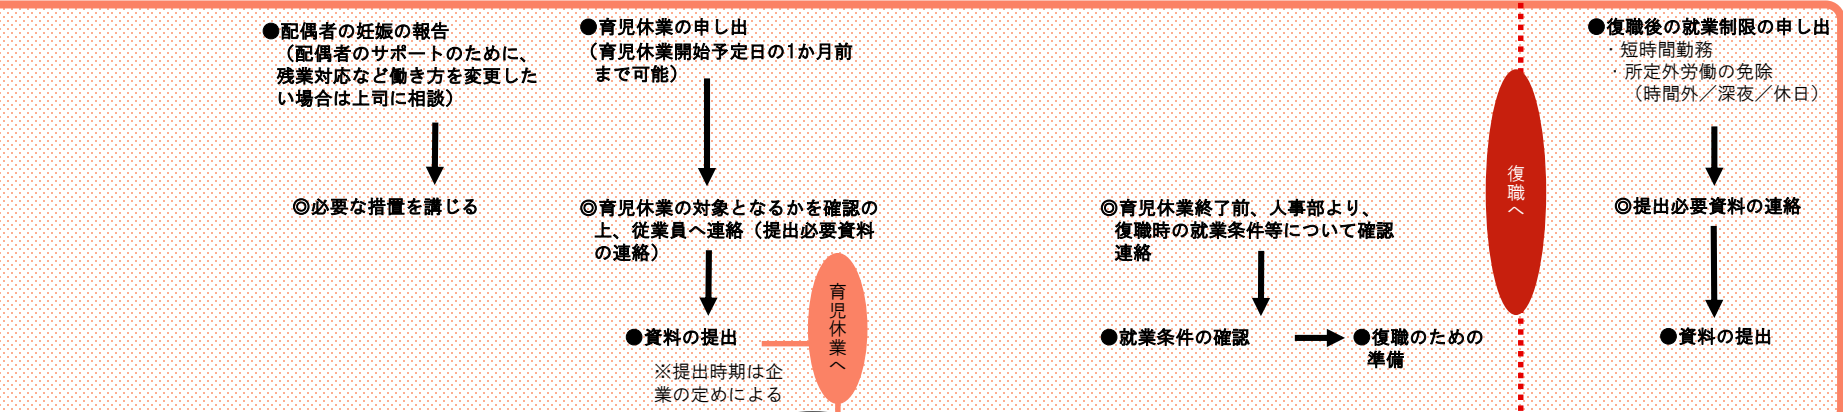 ●配偶者の妊娠の報告
（配偶者のサポートのために、
残業対応など働き方を変更した
い場合は上司に相談）
◎必要な措置を講じる
●育児休業の申し出
（育児休業開始予定日の1か月前
まで可能）
◎育児休業の対象となるかを確認の
上、従業員へ連絡（提出必要資料
の連絡）
●資料の提出
※提出時期は企
業の定めによる
育児休業へ
◎育児休業終了前、人事部より、
復職時の就業条件等について確認
連絡
●就業条件の確認
●復職のための
準備
復職へ
●復職後の就業制限の申し出
・短時間勤務
・所定外労働の免除
（時間外／深夜／休日）
◎提出必要資料の連絡
●資料の提出